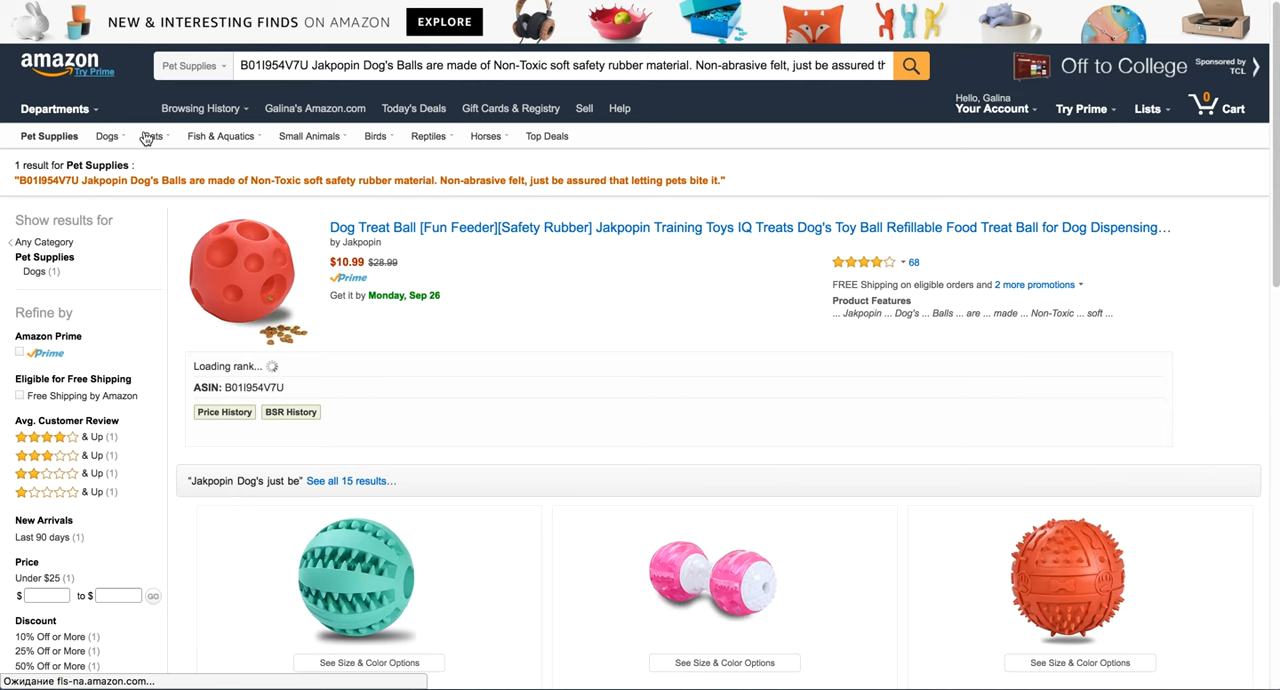 NEW & INTERESTING FINDS ON AMAZON EXPLORE
amazon Try Prime
Pet Supplies B01I954V7U Jakpopin Dog's Balls are made of Non-Toxic soft safety rubber material. Non-abrasive felt, just be assured th
Off to College Sponsored by TCL
Departments Browsing History Galina's Amazon.com Today's Deals Gift Cards & Registry Sell Help
Hello, Galina
Your Account Try Prime Lists 0 Cart
Pet Supplies Dogs Fish & Aquatics Small Animals Birds Reptiles Horses Top Deals
1 result for Pet Supplies :
"B01I954V7U Jakpopin Dog's Balls are made of Non-Toxic soft safety rubber material. Non-abrasive felt, just be assured that letting pets bite it."
Show results for
Any Category
Pet Supplies
Dogs (1)
Refine by
Amazon Prime
Prime
Eligible for Free Shipping
Free Shipping by Amazon
Avg. Customer Review
& Up (1)
& Up (1)
& Up (1)
& Up (1)
New Arrivals
Last 90 days (1)
Price
Under $25 (1)
$ to $ GO
Discount
10% Off or More (1)
25% Off or More (1)
50% Off or More (1)
Dog Treat Ball [Fun Feeder][Safety Rubber] Jakpopin Training Toys IQ Treats Dog's Toy Ball Refillable Food Treat Ball for Dog Dispensing...
by Jakpopin
$10.99 $28.99
Prime
Get it by Monday, Sep 26
68
FREE Shipping on eligible orders and 2 more promotions
Product Features
... Jakpopin ... Dog's ... Balls ... are ... made ... Non-Toxic ... soft ...
Loading rank...
ASIN: B01I954V7U
Price History BSR History
"Jakpopin Dog's just be" See all 15 results...
See Size & Color Options
See Size & Color Options
See Size & Color Options
Ожидание fls-na.amazon.com...